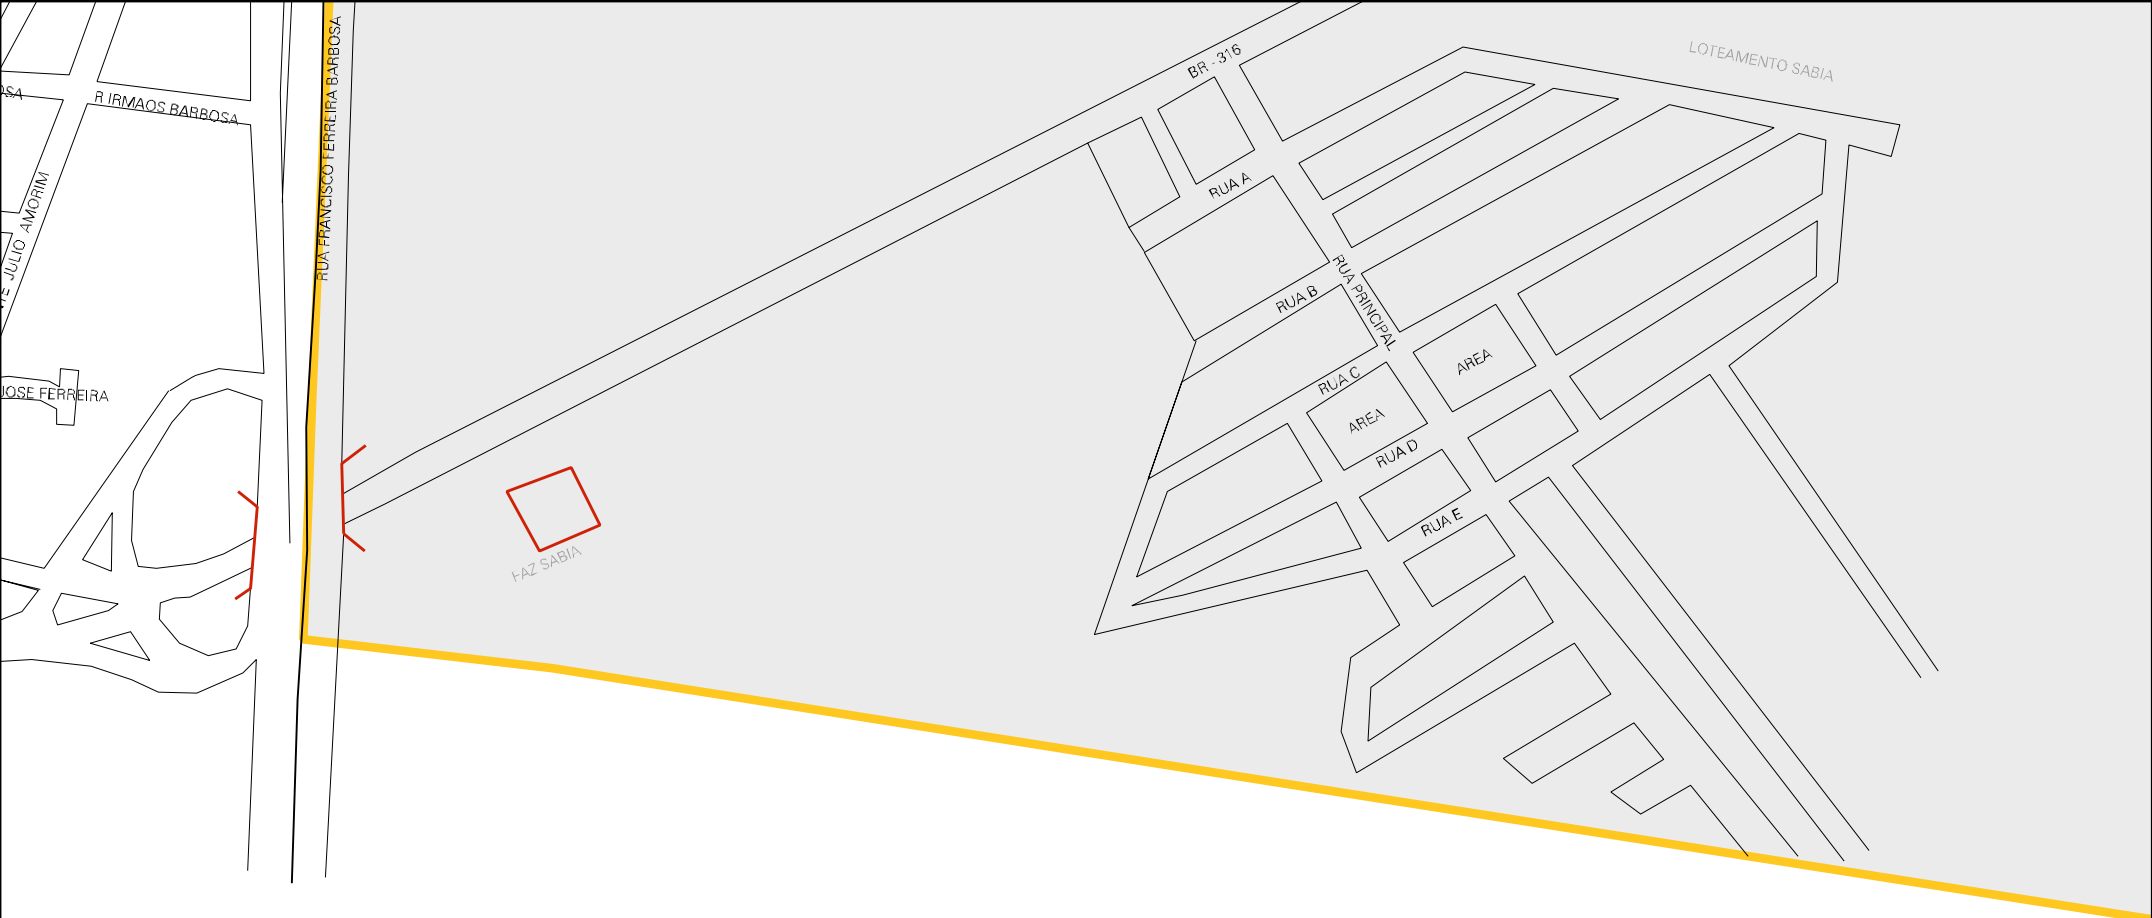 BR - 316
LOTEAMENTO SABIA
OSA
R IRMAOS BARBOSA
RUA FRANCISCO FERREIRA BARBOSA
JULIO AMORIM
RUA A
RUA B
RUA PRINCIPAL
AREA
RUA C
AREA
JOSE FERREIRA
RUA D
RUA E
FAZ SABIA